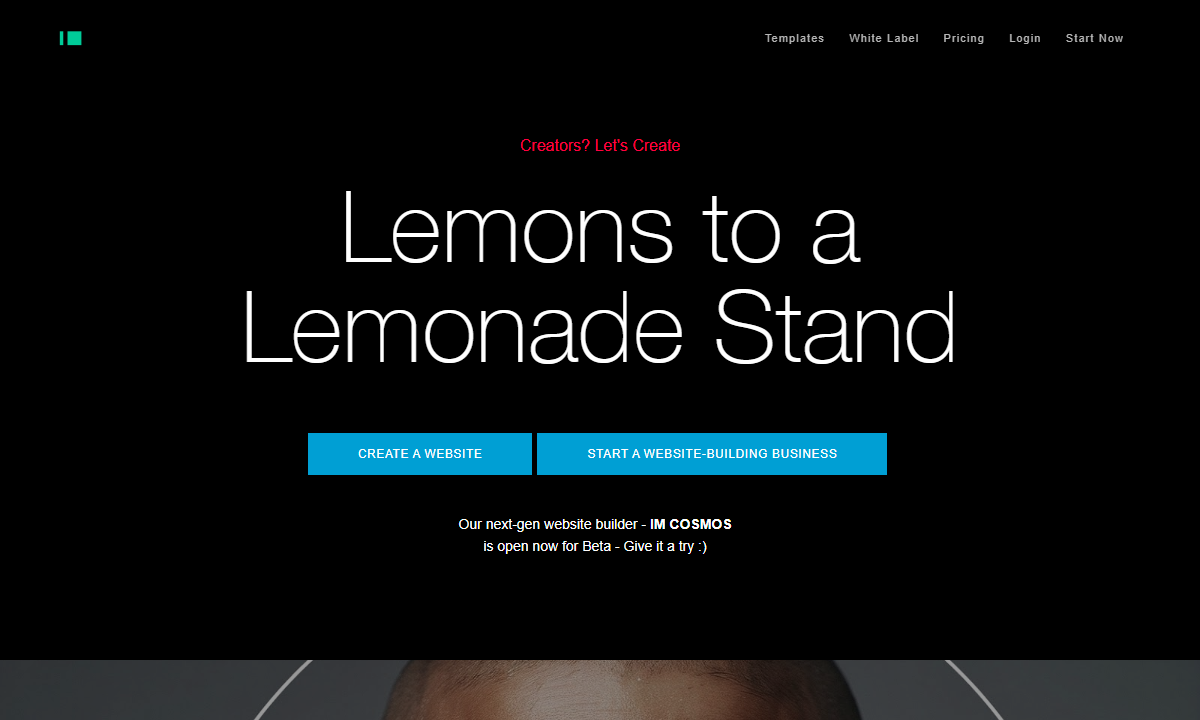 Templates White Label Pricing Login Start Now
Creators? Let's Create
Lemons to a
Lemonade Stand
CREATE A WEBSITE START A WEBSITE-BUILDING BUSINESS
Our next-gen website builder - IM COSMOS
is open now for Beta - Give it a try :)